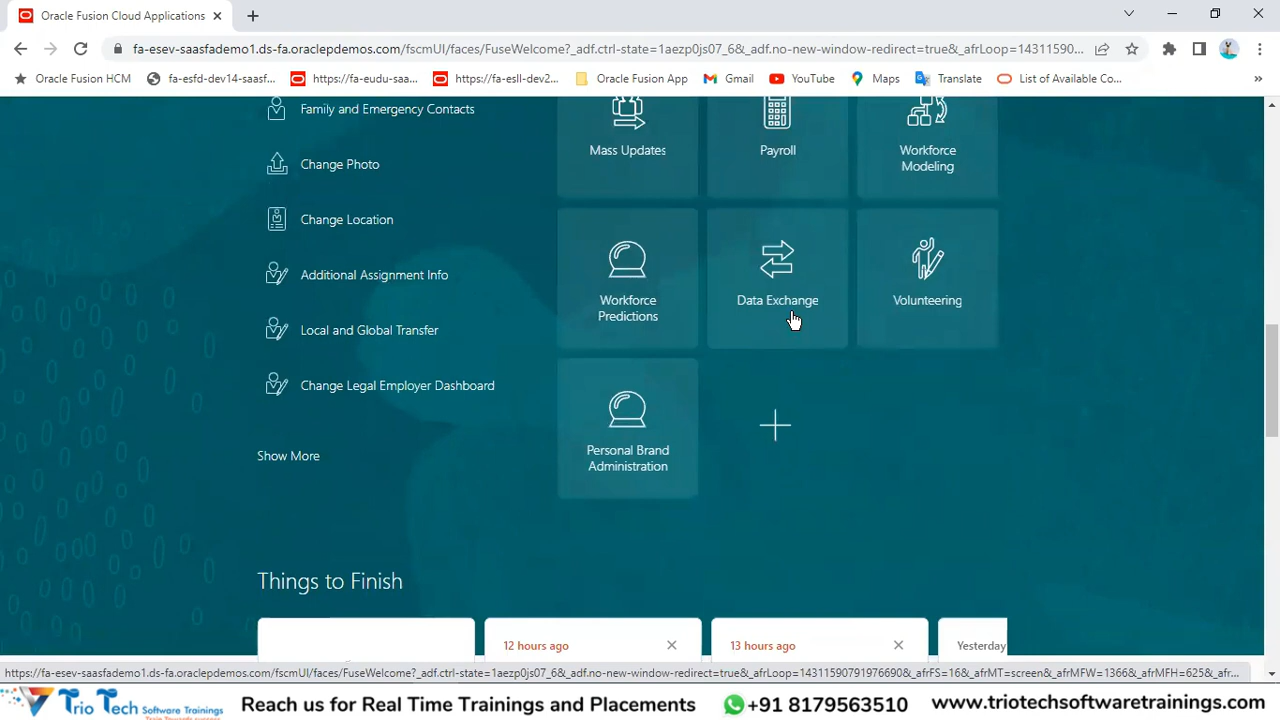 Oracle Fusion Cloud Applications
fa-esev-saasfademo1.ds-fa.oraclepdemos.com/fscmUI/faces/FuseWelcome?_adf.ctrl-state=1aezp0js07_6&_adf.no-new-window-redirect=true&_afrLoop=14311590...
Oracle Fusion HCM
fa-esfd-dev14-saasf...
https://fa-eudu-saa...
https://fa-esll-dev2...
Oracle Fusion App
Gmail
YouTube
Maps
Translate
List of Available Co...
»
Family and Emergency Contacts
Change Photo
Change Location
Additional Assignment Info
Local and Global Transfer
Change Legal Employer Dashboard
Show More
Mass Updates
Payroll
Workforce
Modeling
Workforce
Predictions
Data Exchange
Volunteering
Personal Brand
Administration
Things to Finish
12 hours ago
13 hours ago
Yesterday
https://fa-esev-saasfademo1.ds-fa.oraclepdemos.com/fscmUI/faces/FuseWelcome?_adf.ctrl-state=1aezp0js07_6&_adf.no-new-window-redirect=true&_afrLoop=14311590791976690&_afrFS=16&_afrMT=screen&_afrMFW=1366&_afrMFH=625&_afr...
Trio Tech Software Trainings
Train Towards success
Reach us for Real Time Trainings and Placements
+91 8179563510
www.triotechsoftwaretrainings.com